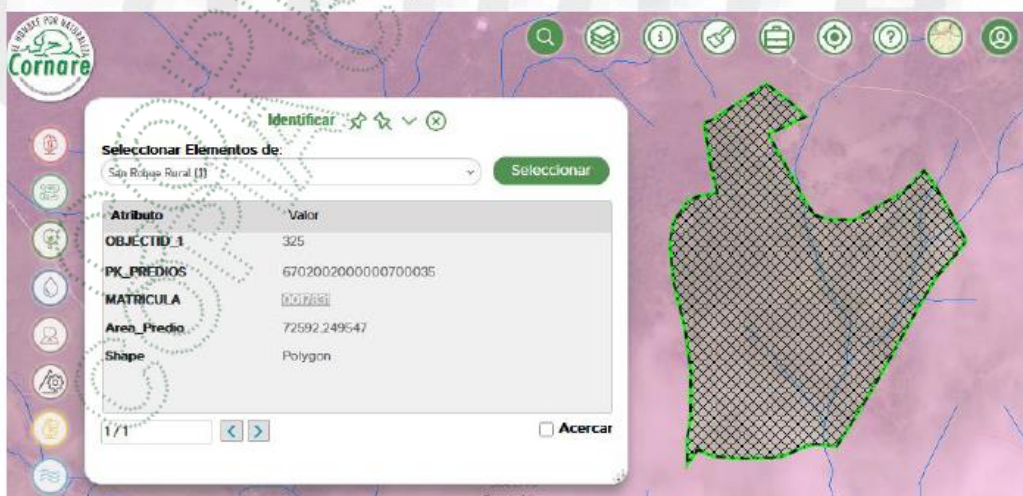 EL HOMBRE POR NATURALEZA
Cornare
Identificar
Seleccionar Elementos de:
San Roque Rural (1)
Seleccionar
Atributo Valor
OBJECTID_1 325
PK_PREDIOS 6702002000000700035
MATRICULA
Area_Predio 72592.249547
Shape Polygon
1 / 1
Acercar